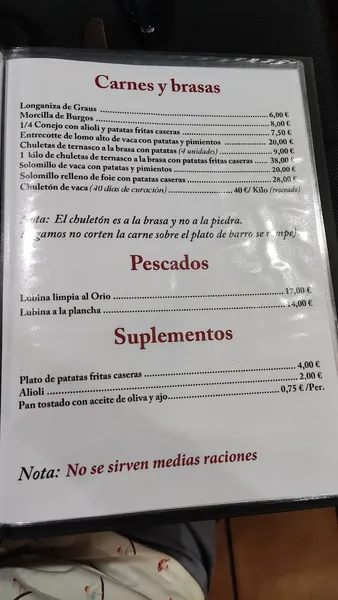 Carnes y brasas
Longaniza de Graus 6,00 €
Morcilla de Burgos 8,00 €
1/4 Conejo con alioli y patatas fritas caseras 7,50 €
Entrecotte de lomo alto de vaca con patatas y pimientos 20,00 €
Chuletas de ternasco a la brasa con patatas (4 unidades) 9,00 €
1 kilo de chuletas de ternasco a la brasa con patatas fritas caseras 38,00 €
Solomillo de vaca con patatas y pimientos 20,00 €
Solomillo relleno de foie con patatas caseras 28,00 €
Chuletón de vaca (40 días de curación) 40 €/ Kilo (troceado)
Nota: El chuletón es a la brasa y no a la piedra.
(Rogamos no corten la carne sobre el plato de barro se rompe).
Pescados
Lubina limpia al Orio 17,00 €
Lubina a la plancha 14,00 €
Suplementos
Plato de patatas fritas caseras 4,00 €
Alioli 2,00 €
Pan tostado con aceite de oliva y ajo 0,75 € /Per.
Nota: No se sirven medias raciones